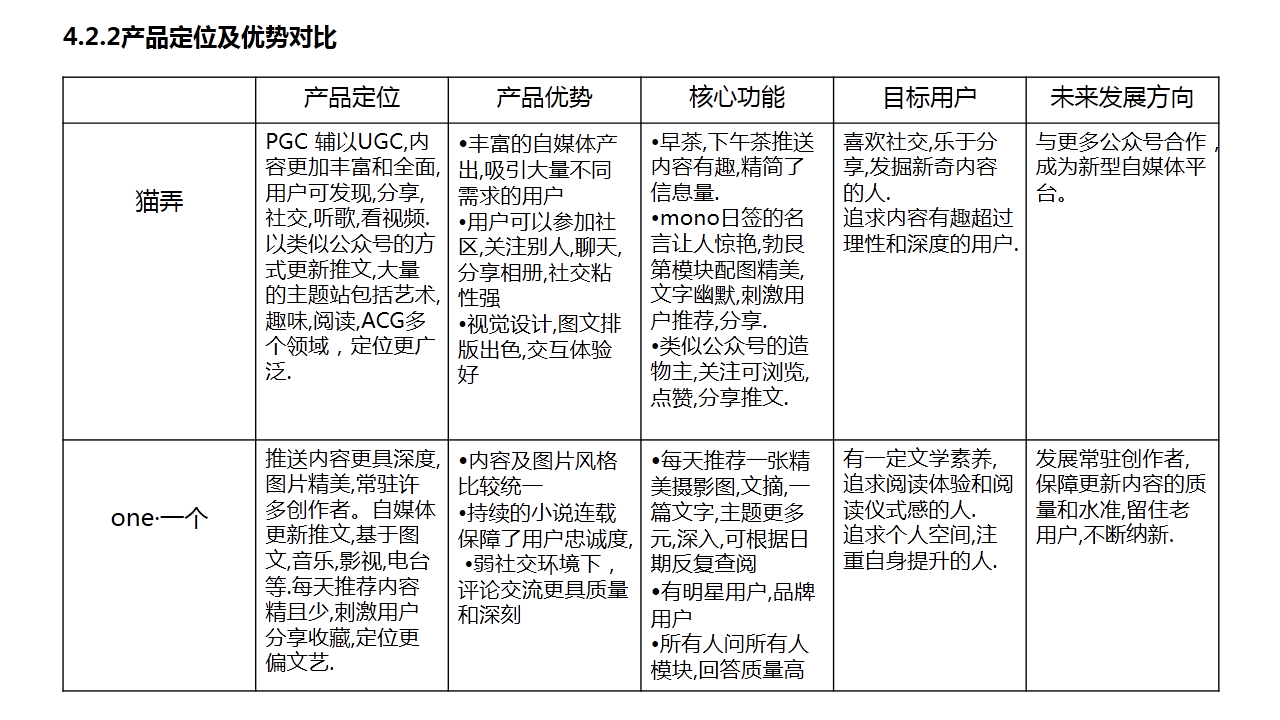 4.2.2产品定位及优势对比
产品定位
产品优势
核心功能
目标用户
未来发展方向
猫弄
PGC 辅以UGC,内
容更加丰富和全面,
用户可发现,分享,
社交,听歌,看视频.
以类似公众号的方
式更新推文,大量
的主题站包括艺术,
趣味,阅读,ACG多
个领域，定位更广
泛.
•丰富的自媒体产
出,吸引大量不同
需求的用户
•用户可以参加社
区,关注别人,聊天,
分享相册,社交粘
性强
•视觉设计,图文排
版出色,交互体验
好
•早茶,下午茶推送
内容有趣,精简了
信息量.
•mono日签的名
言让人惊艳,勃艮
第模块配图精美,
文字幽默,刺激用
户推荐,分享.
•类似公众号的造
物主,关注可浏览,
点赞,分享推文.
喜欢社交,乐于分
享,发掘新奇内容
的人.
追求内容有趣超过
理性和深度的用户.
与更多公众号合作，
成为新型自媒体平
台。
one·一个
推送内容更具深度,
图片精美,常驻许
多创作者。自媒体
更新推文,基于图
文,音乐,影视,电台
等.每天推荐内容
精且少,刺激用户
分享收藏,定位更
偏文艺.
•内容及图片风格
比较统一
•持续的小说连载
保障了用户忠诚度,
•弱社交环境下，
评论交流更具质量
和深刻
•每天推荐一张精
美摄影图,文摘,一
篇文字,主题更多
元,深入,可根据日
期反复查阅
•有明星用户,品牌
用户
•所有人问所有人
模块,回答质量高
有一定文学素养,
追求阅读体验和阅
读仪式感的人.
追求个人空间,注
重自身提升的人.
发展常驻创作者,
保障更新内容的质
量和水准,留住老
用户,不断纳新.